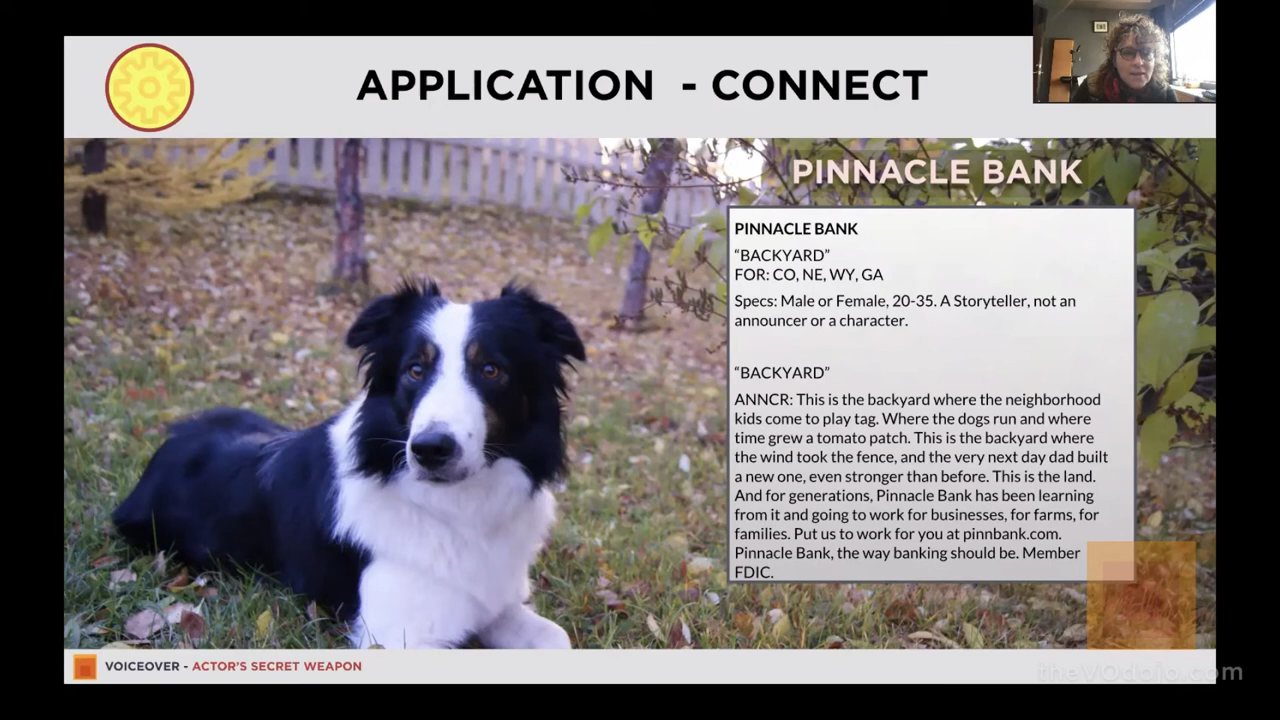 APPLICATION - CONNECT
PINNACLE BANK
PINNACLE BANK
“BACKYARD”
FOR: CO, NE, WY, GA
Specs: Male or Female, 20-35. A Storyteller, not an
announcer or a character.
“BACKYARD”
ANNCR: This is the backyard where the neighborhood
kids come to play tag. Where the dogs run and where
time grew a tomato patch. This is the backyard where
the wind took the fence, and the very next day dad built
a new one, even stronger than before. This is the land.
And for generations, Pinnacle Bank has been learning
from it and going to work for businesses, for farms, for
families. Put us to work for you at pinnbank.com.
Pinnacle Bank, the way banking should be. Member
FDIC.
VOICEOVER - ACTOR'S SECRET WEAPON
theVOdojo.com